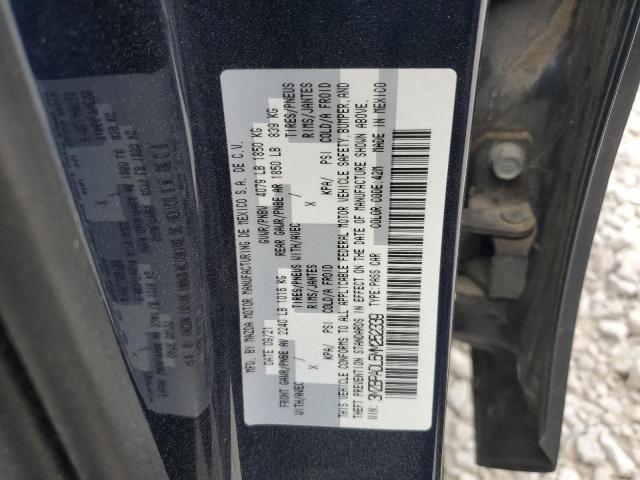 MFD. BY MAZDA MOTOR MANUFACTURING DE MEXICO S.A. DE C.V.
DATE: 09/21 GVWR/PNBV 4079 LB 1850 KG
FRONT GAWR/PNBE AV 2240 LB 1016 KG REAR GAWR/PNBE AR 1850 LB 839 KG
WITH/AVEC TIRES/PNEUS WITH/AVEC TIRES/PNEUS
X RIMS/JANTES X RIMS/JANTES
KPA/ PSI COLD/A FROID KPA/ PSI COLD/A FROID
THIS VEHICLE CONFORMS TO ALL APPLICABLE FEDERAL MOTOR VEHICLE SAFETY, BUMPER, AND
THEFT PREVENTION STANDARDS IN EFFECT ON THE DATE OF MANUFACTURE SHOWN ABOVE.
VIN: TYPE:PASS CAR COLOR CODE:42M MADE IN MEXICO